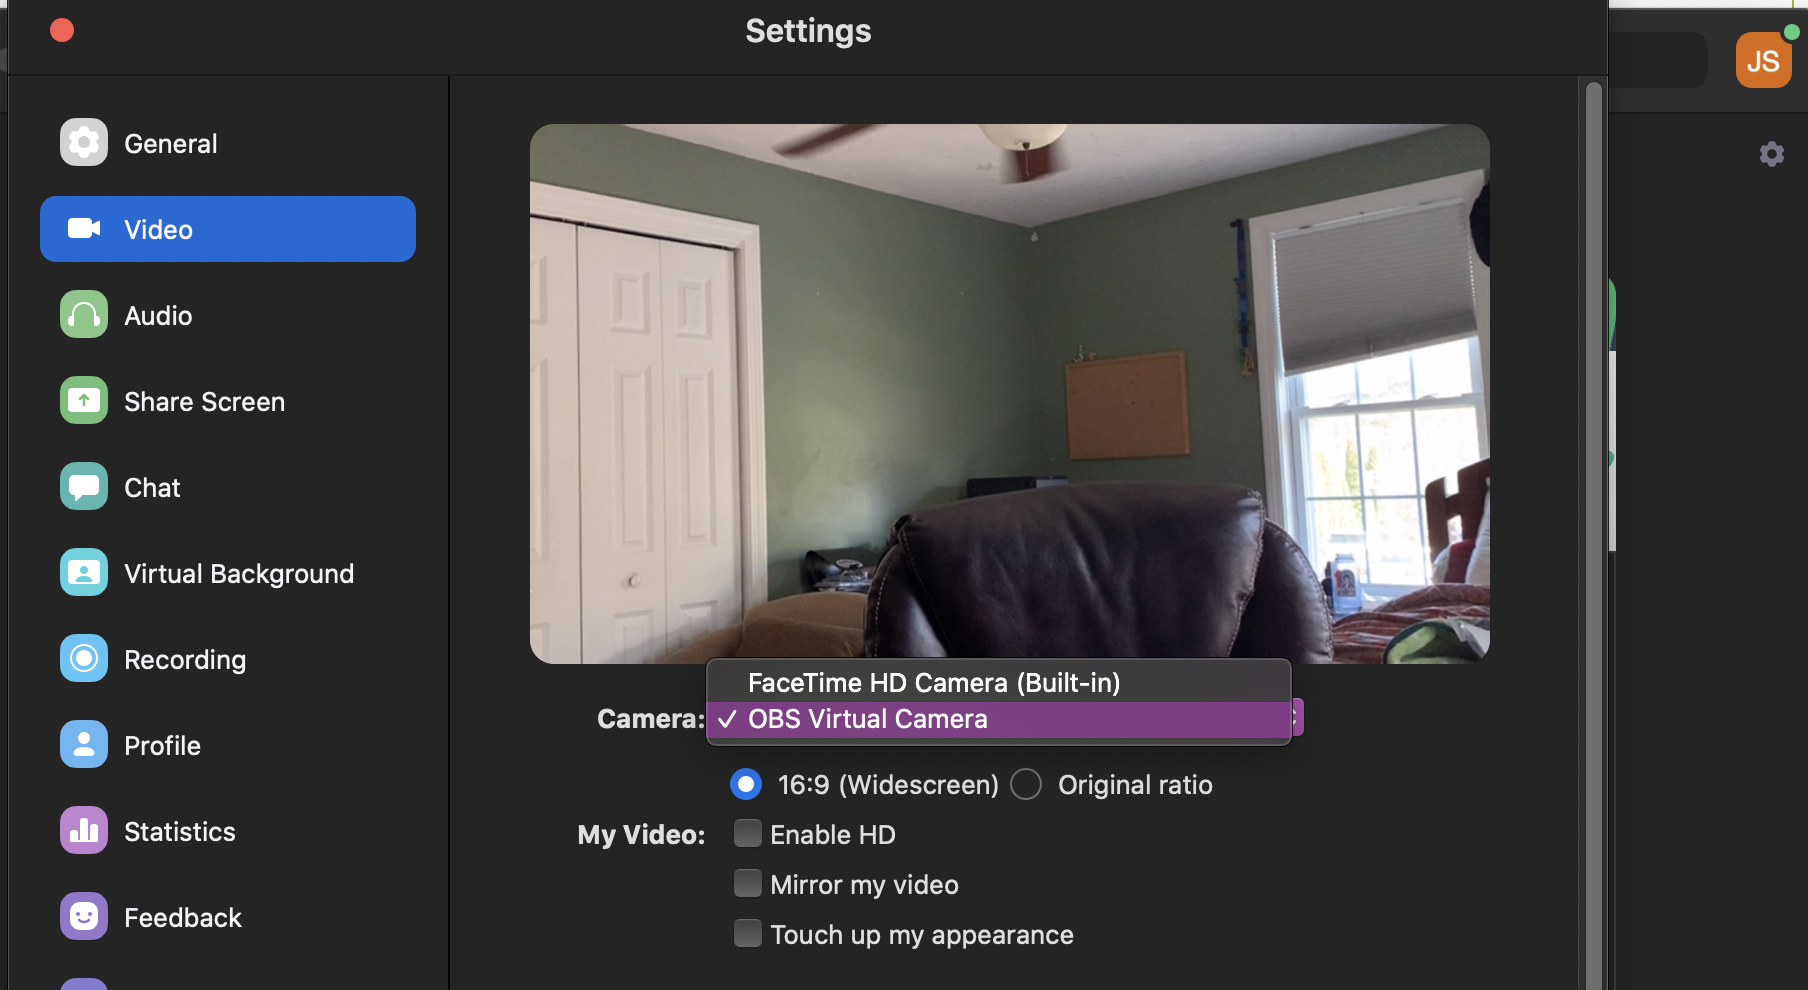 Settings
JS
General
Video
Audio
Share Screen
Chat
Virtual Background
Recording
Profile
Statistics
Feedback
FaceTime HD Camera (Built-in)
Camera: ✓ OBS Virtual Camera
16:9 (Widescreen) Original ratio
My Video: Enable HD
Mirror my video
Touch up my appearance